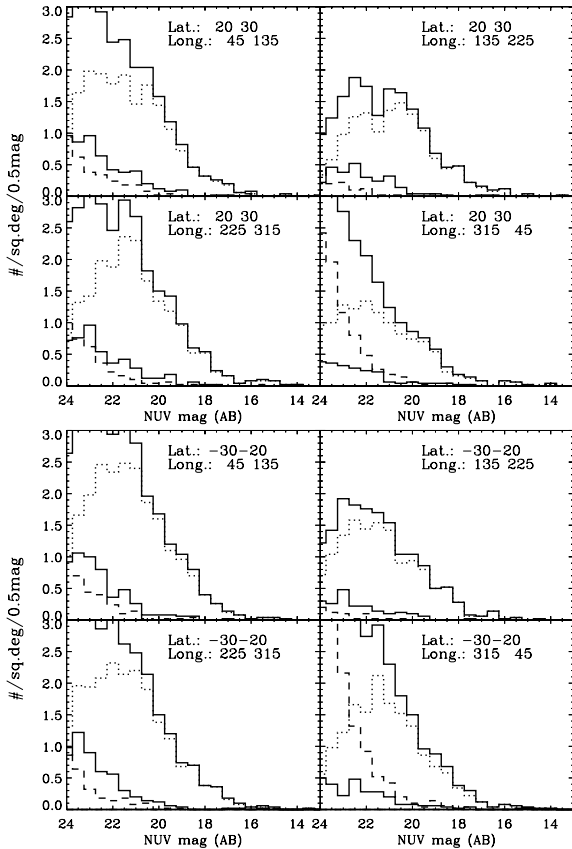 3.0
2.5
2.0
1.5
1.0
0.5
0.0
Lat.: 20 30
Long.: 45 135
Lat.: 20 30
Long.: 135 225
#/sq.deg/0.5mag
3.0
2.5
2.0
1.5
1.0
0.5
0.0
Lat.: 20 30
Long.: 225 315
Lat.: 20 30
Long.: 315 45
24 22 20 18 16 14
24 22 20 18 16 14
NUV mag (AB)
NUV mag (AB)
3.0
2.5
2.0
1.5
1.0
0.5
0.0
Lat.: -30-20
Long.: 45 135
Lat.: -30-20
Long.: 135 225
#/sq.deg/0.5mag
3.0
2.5
2.0
1.5
1.0
0.5
0.0
Lat.: -30-20
Long.: 225 315
Lat.: -30-20
Long.: 315 45
24 22 20 18 16 14
24 22 20 18 16 14
NUV mag (AB)
NUV mag (AB)